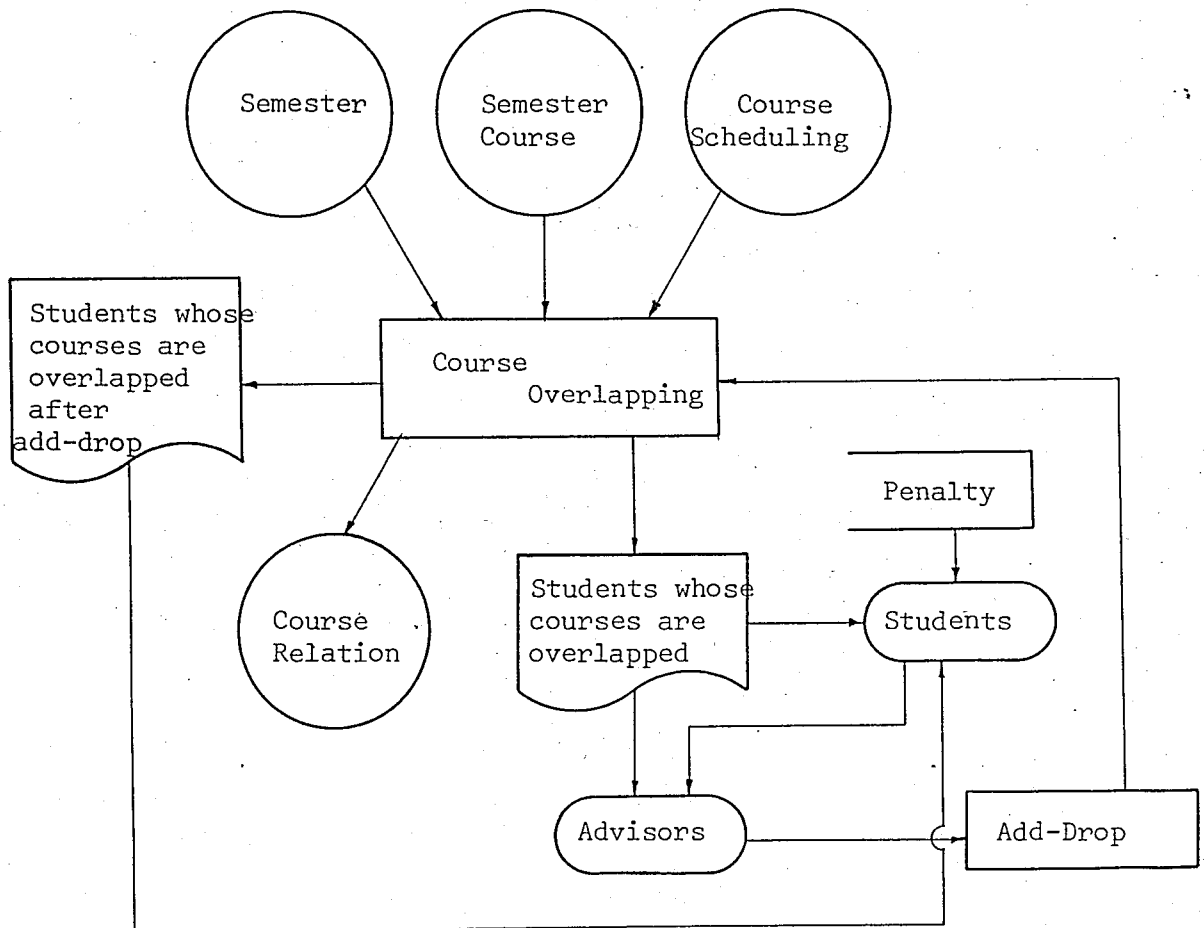 Semester
Semester
Course
Course
Scheduling
Students whose
courses are
overlapped
after
add-drop
Course
Overlapping
Penalty
Course
Relation
Students whose
courses are
overlapped
Students
Advisors
Add-Drop